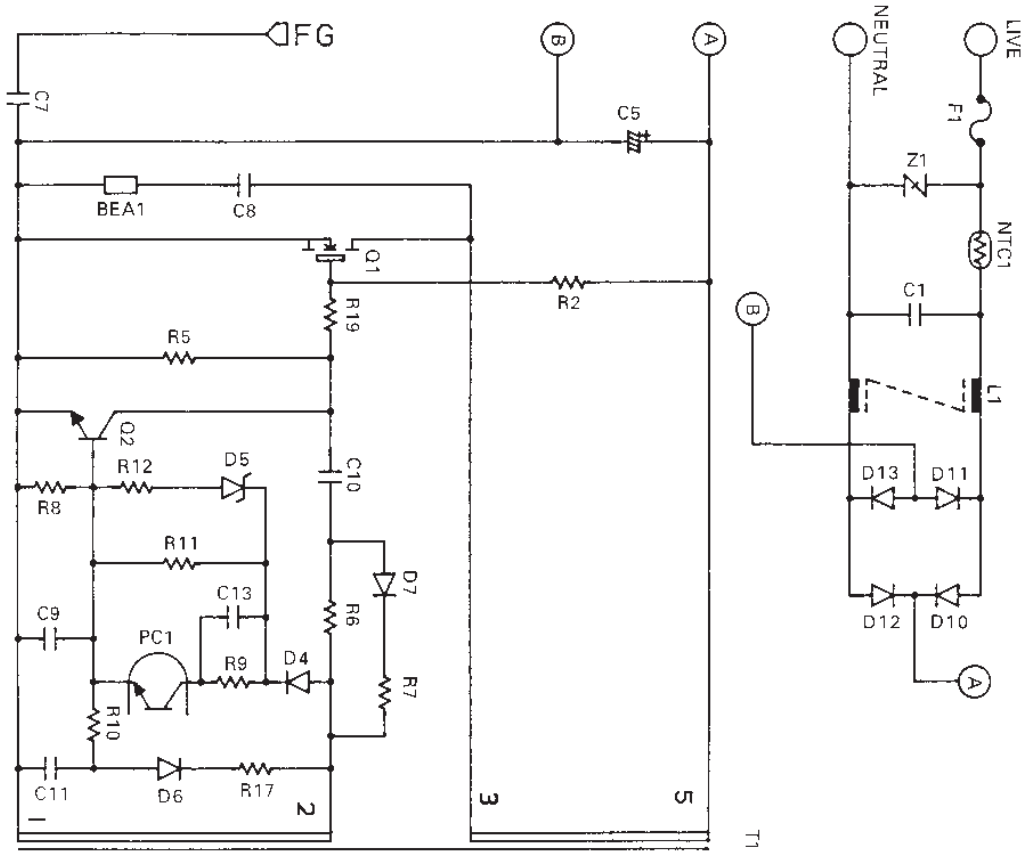 FG
B
A
NEUTRAL
LIVE
C7
C5
F1
Z1
BEA1
C8
NTC1
Q1
R2
C1
B
R19
R5
L1
Q2
D5
R12
C10
D13
D11
R8
R11
D7
C13
C9
R6
PC1
D12
D10
D4
R9
R7
A
R10
C11
D6
R17
1
2
3
5
T1